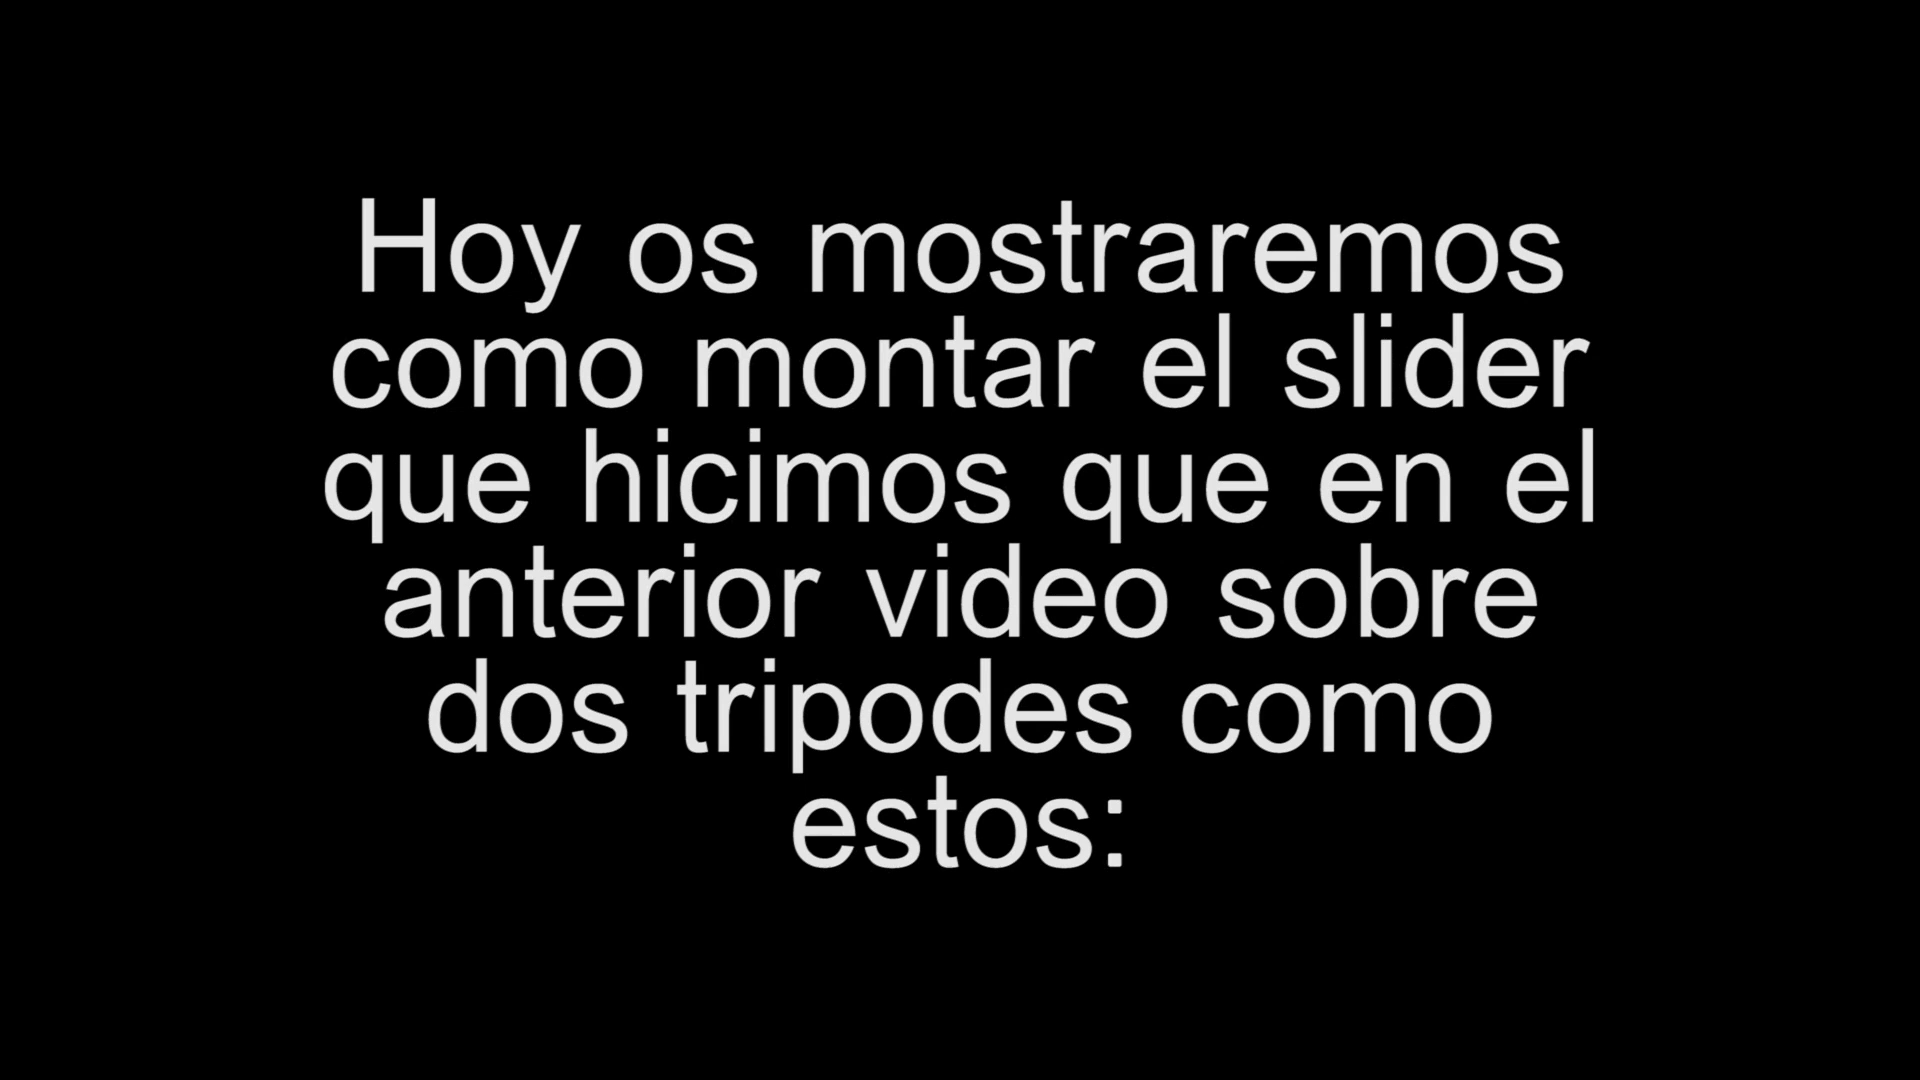 Hoy os mostraremos
como montar el slider
que hicimos que en el
anterior video sobre
dos tripodes como
estos: